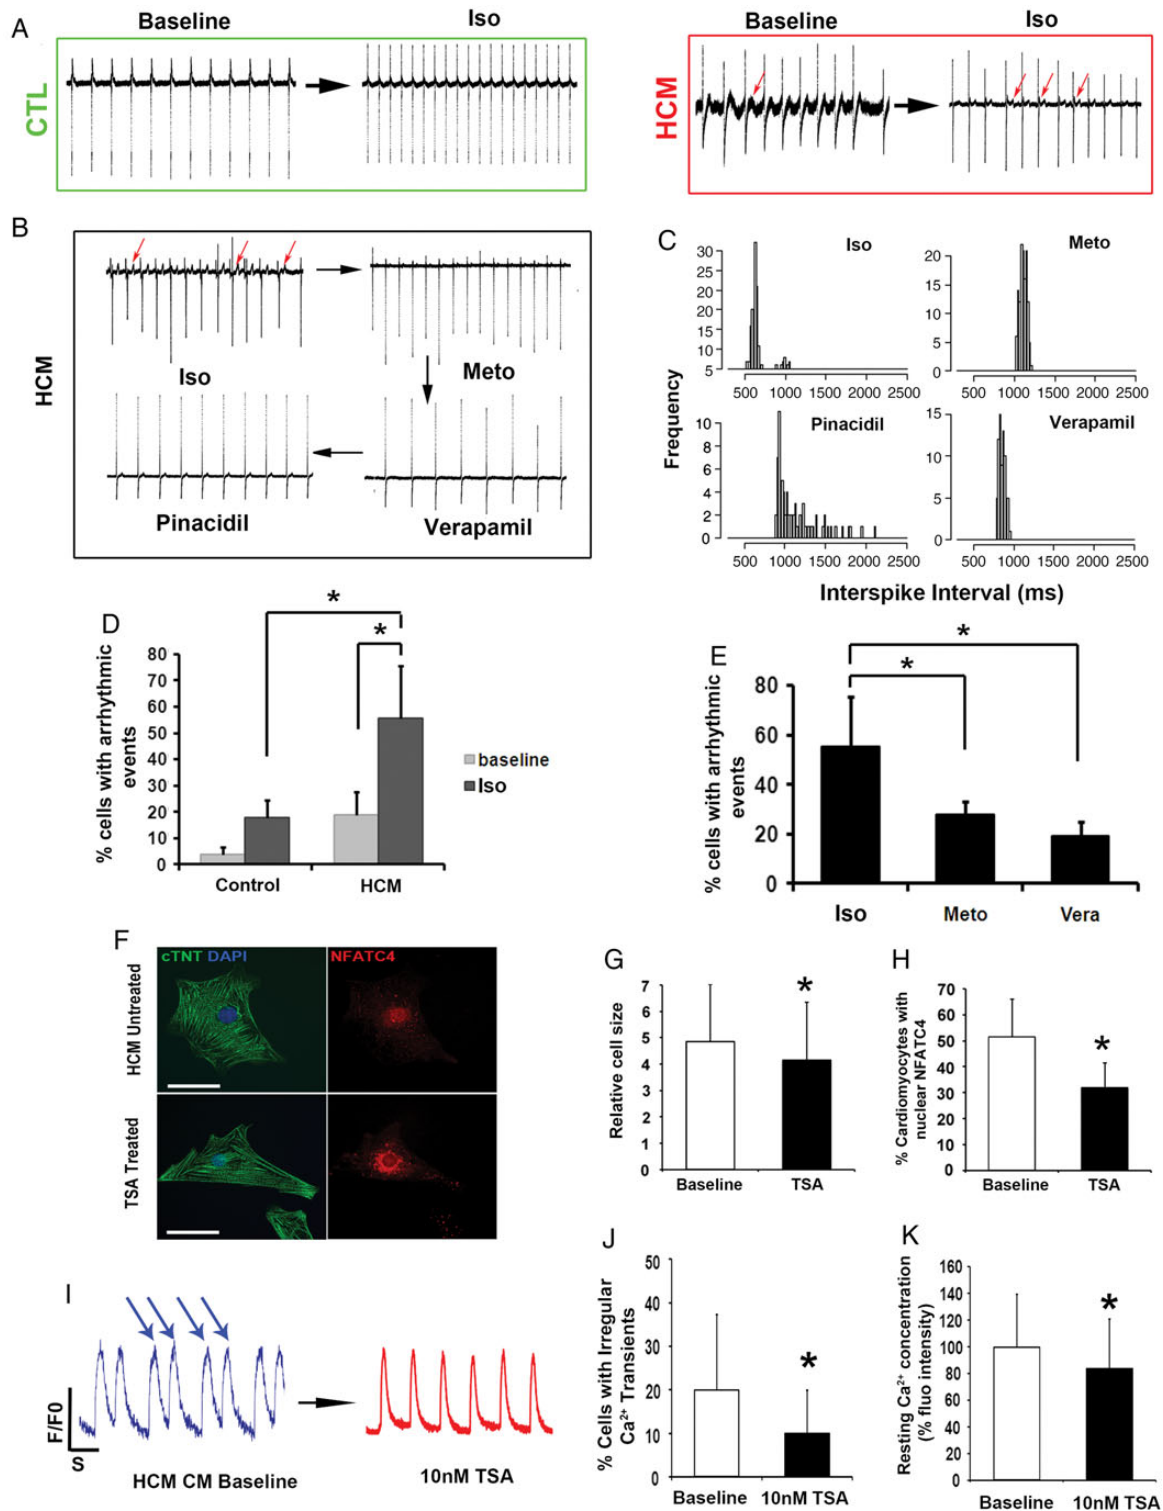 A
Baseline
Iso
CTL
Baseline
Iso
HCM
B
HCM
Iso
Meto
Pinacidil
Verapamil
C
Frequency
Iso
30
25
20
15
10
5
500 1000 1500 2000 2500
Meto
20
15
10
5
0
500 1000 1500 2000 2500
Pinacidil
10
8
6
4
2
0
500 1000 1500 2000 2500
Verapamil
15
10
5
0
500 1000 1500 2000 2500
Interspike Interval (ms)
D
% cells with arrhythmic
events
80
70
60
50
40
30
20
10
0
*
*
Control
HCM
baseline
Iso
E
% cells with arrhythmic
events
80
60
40
20
0
*
*
Iso
Meto
Vera
F
cTNT DAPI
NFATC4
HCM Untreated
TSA Treated
G
Relative cell size
7
6
5
4
3
2
1
0
*
Baseline
TSA
H
% Cardiomyocytes with
nuclear NFATC4
70
60
50
40
30
20
10
0
*
Baseline
TSA
I
F/F0
S
HCM CM Baseline
10nM TSA
J
% Cells with Irregular
Ca²⁺ Transients
50
40
30
20
10
0
*
Baseline
10nM TSA
K
Resting Ca²⁺ concentration
(% fluo intensity)
160
140
120
100
80
60
40
20
0
*
Baseline
10nM TSA